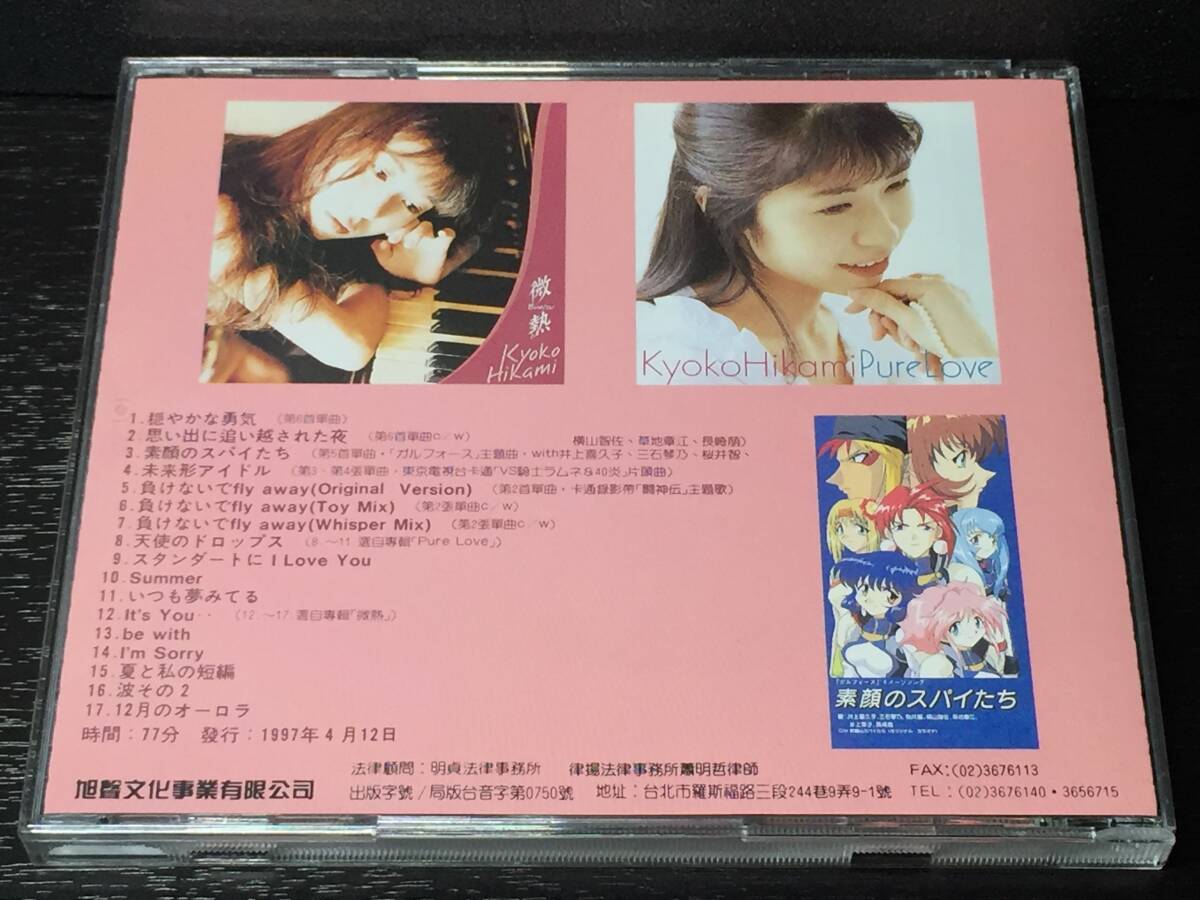 微
熱
Kyoko
Hikami
KyokoHikamiPureLove
1.穏やかな勇気 （第6首單曲）
2.思い出に追い越された夜 （第6首單曲C／W） 横山智佐、草地章江、長崎萠）
3.素顔のスパイたち （第5首單曲・「ガルフォース」主題曲・with井上喜久子、三石琴乃、桜井智、
4.未来形アイドル （第3、第4張單曲・東京電視台卡通「VS騎士ラムネ&40炎」片頭曲）
5.負けないでfly away(Original Version) （第2首單曲・卡通錄影帶「鬪神伝」主題歌）
6.負けないでfly away(Toy Mix) （第2張單曲C／W）
7.負けないでfly away(Whisper Mix) （第2張單曲C／W）
8.天使のドロップス （8.～11.選自專輯「Pure Love」）
9.スタンダートに I Love You
10.Summer
11.いつも夢みてる
12.It's You‥ （12.～17.選自專輯「微熱」）
13.be with
14.I'm Sorry
15.夏と私の短編
16.波その2
17.12月のオーロラ
時間：77分 發行：1997年4月12日
「ガルフォース」イメージソング
素顔のスパイたち
法律顧問：明貞法律事務所 律揚法律事務所蕭明哲律師 FAX:(02)3676113
旭聲文化事業有限公司 出版字號/局版台音字第0750號 地址：台北市羅斯福路三段244巷9弄9-1號 TEL：(02)3676140・3656715